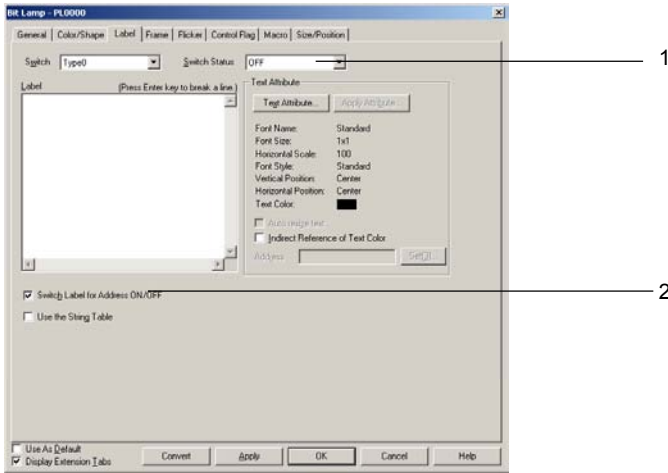 Bit Lamp - PL0000
General Color/Shape Label Frame Flicker Control Flag Macro Size/Position
Switch Type0 Switch Status OFF 1
Label (Press Enter key to break a line.) Text Attribute
Text Attribute... Apply Attribute...
Font Name: Standard
Font Size: 1x1
Horizontal Scale: 100
Font Style: Standard
Vertical Position: Center
Horizontal Position: Center
Text Color:
Auto resize text
Indirect Reference of Text Color
Address
Switch Label for Address ON/OFF 2
Use the String Table
Use As Default
Display Extension Tabs Convert Apply OK Cancel Help